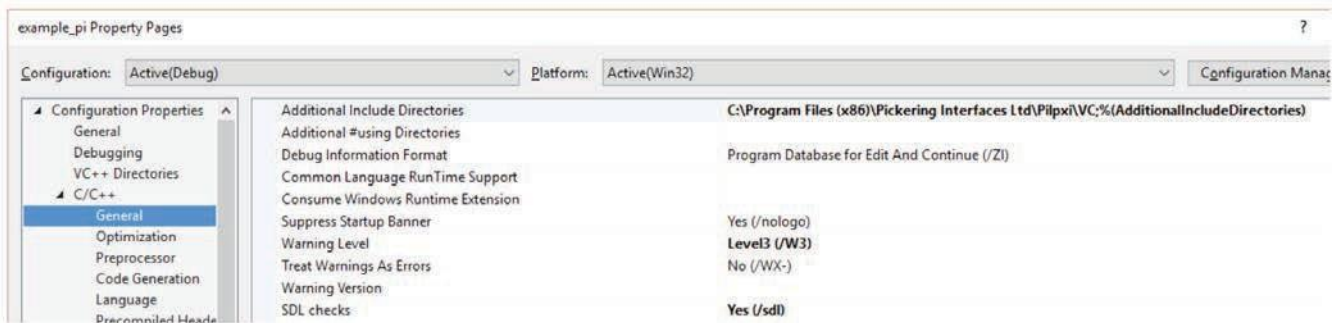 example_pi Property Pages ?
Configuration: Active(Debug) Platform: Active(Win32) Configuration Manag
Configuration Properties
General
Debugging
VC++ Directories
C/C++
General
Optimization
Preprocessor
Code Generation
Language
Precompiled Heade
Additional Include Directories C:\Program Files (x86)\Pickering Interfaces Ltd\Pilpxi\VC;%(AdditionalIncludeDirectories)
Additional #using Directories
Debug Information Format Program Database for Edit And Continue (/ZI)
Common Language RunTime Support
Consume Windows Runtime Extension
Suppress Startup Banner Yes (/nologo)
Warning Level Level3 (/W3)
Treat Warnings As Errors No (/WX-)
Warning Version
SDL checks Yes (/sdl)